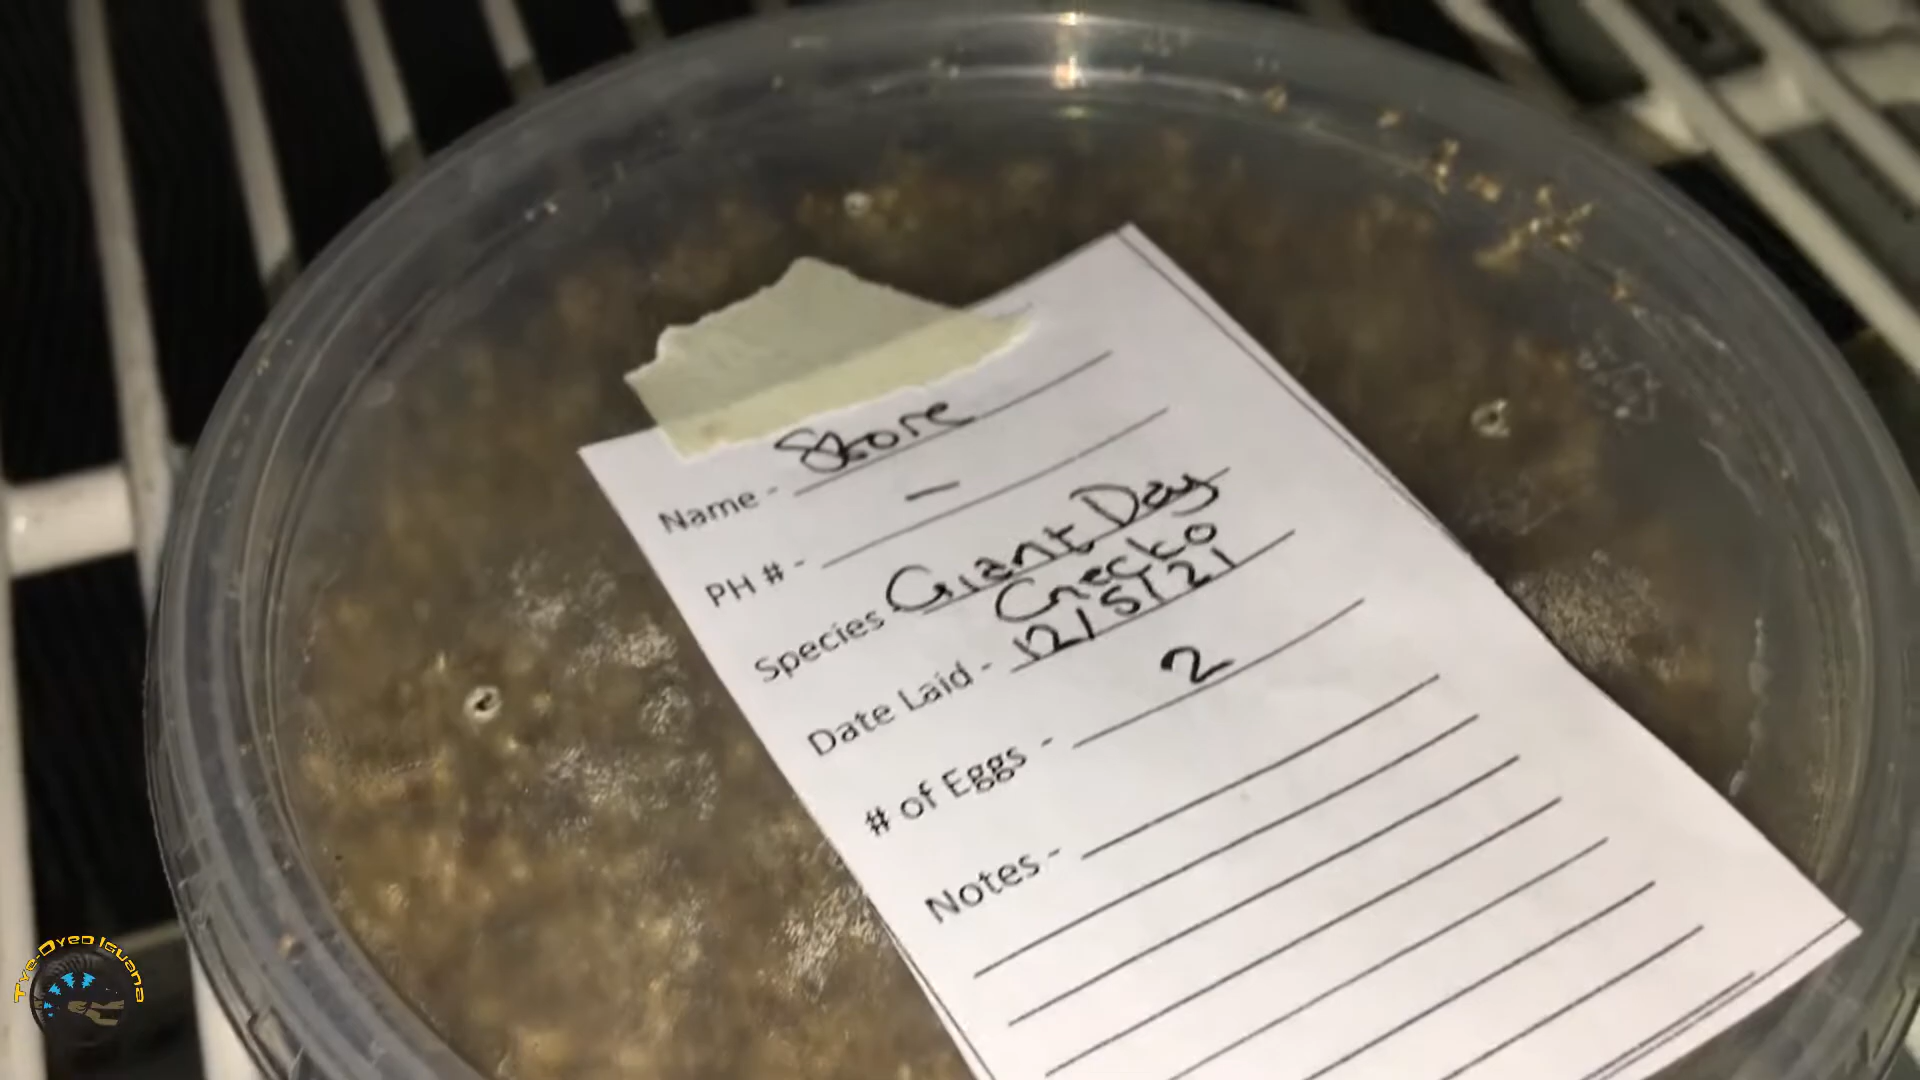 Name - Store
PH # - -
Species - Giant Day
Gecko
Date Laid - 12/5/21
# of Eggs - 2
Notes -
Tye-Dyed Iguana